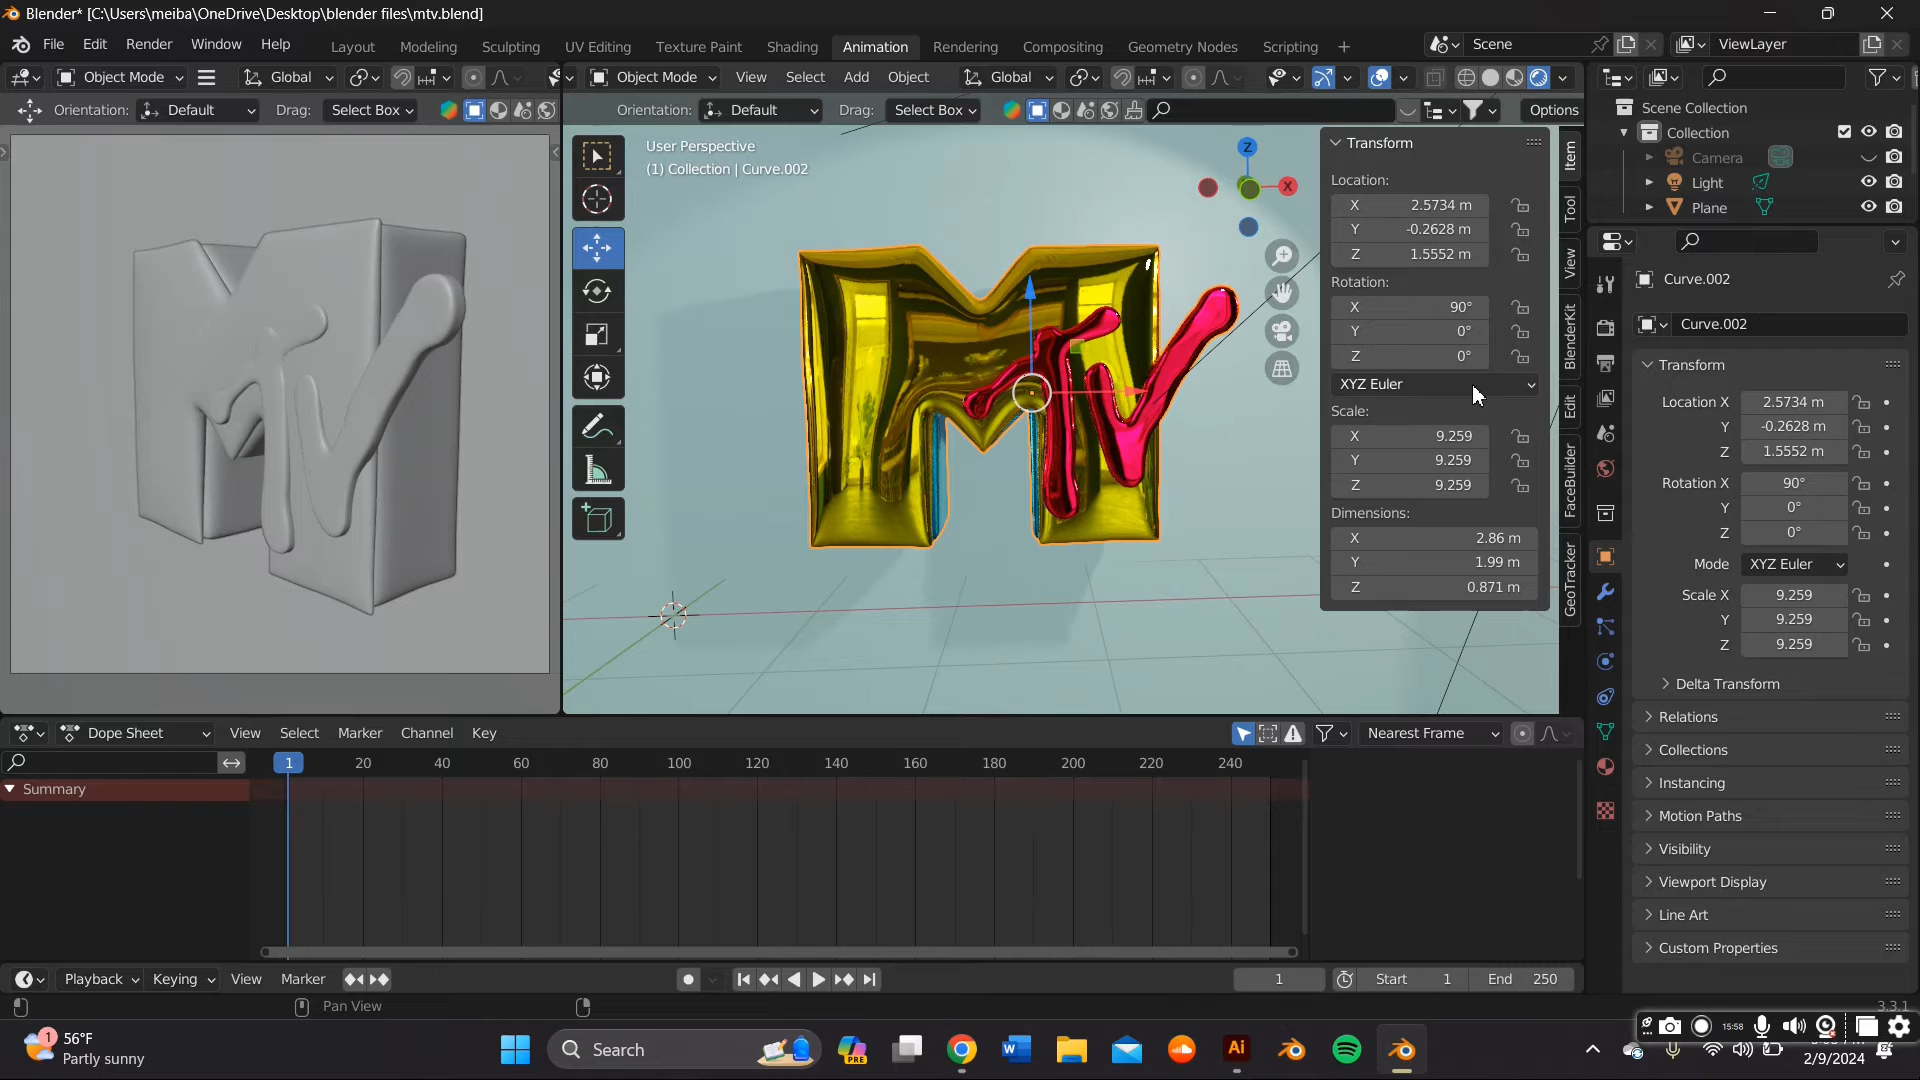 Blender* [C:\Users\meiba\OneDrive\Desktop\blender files\mtv.blend]
File Edit Render Window Help Layout Modeling Sculpting UV Editing Texture Paint Shading Animation Rendering Compositing Geometry Nodes Scripting + Scene ViewLayer
Object Mode Global Object Mode View Select Add Object Global
Orientation: Default Drag: Select Box Orientation: Default Drag: Select Box Options
User Perspective
(1) Collection | Curve.002
Z
X
Transform
Location:
X 2.5734 m
Y -0.2628 m
Z 1.5552 m
Rotation:
X 90°
Y 0°
Z 0°
XYZ Euler
Scale:
X 9.259
Y 9.259
Z 9.259
Dimensions:
X 2.86 m
Y 1.99 m
Z 0.871 m
Item
Tool
View
BlenderKit
Edit
FaceBuilder
GeoTracker
Scene Collection
Collection
Camera
Light
Plane
Curve.002
Curve.002
Transform
Location X 2.5734 m
Y -0.2628 m
Z 1.5552 m
Rotation X 90°
Y 0°
Z 0°
Mode XYZ Euler
Scale X 9.259
Y 9.259
Z 9.259
Delta Transform
Relations
Collections
Instancing
Motion Paths
Visibility
Viewport Display
Line Art
Custom Properties
Dope Sheet View Select Marker Channel Key Nearest Frame
1 20 40 60 80 100 120 140 160 180 200 220 240
Summary
Playback Keying View Marker 1 Start 1 End 250
Pan View
3.3.1
15:58
1
56°F
Partly sunny
Search
PRE
W
Ai
2/9/2024